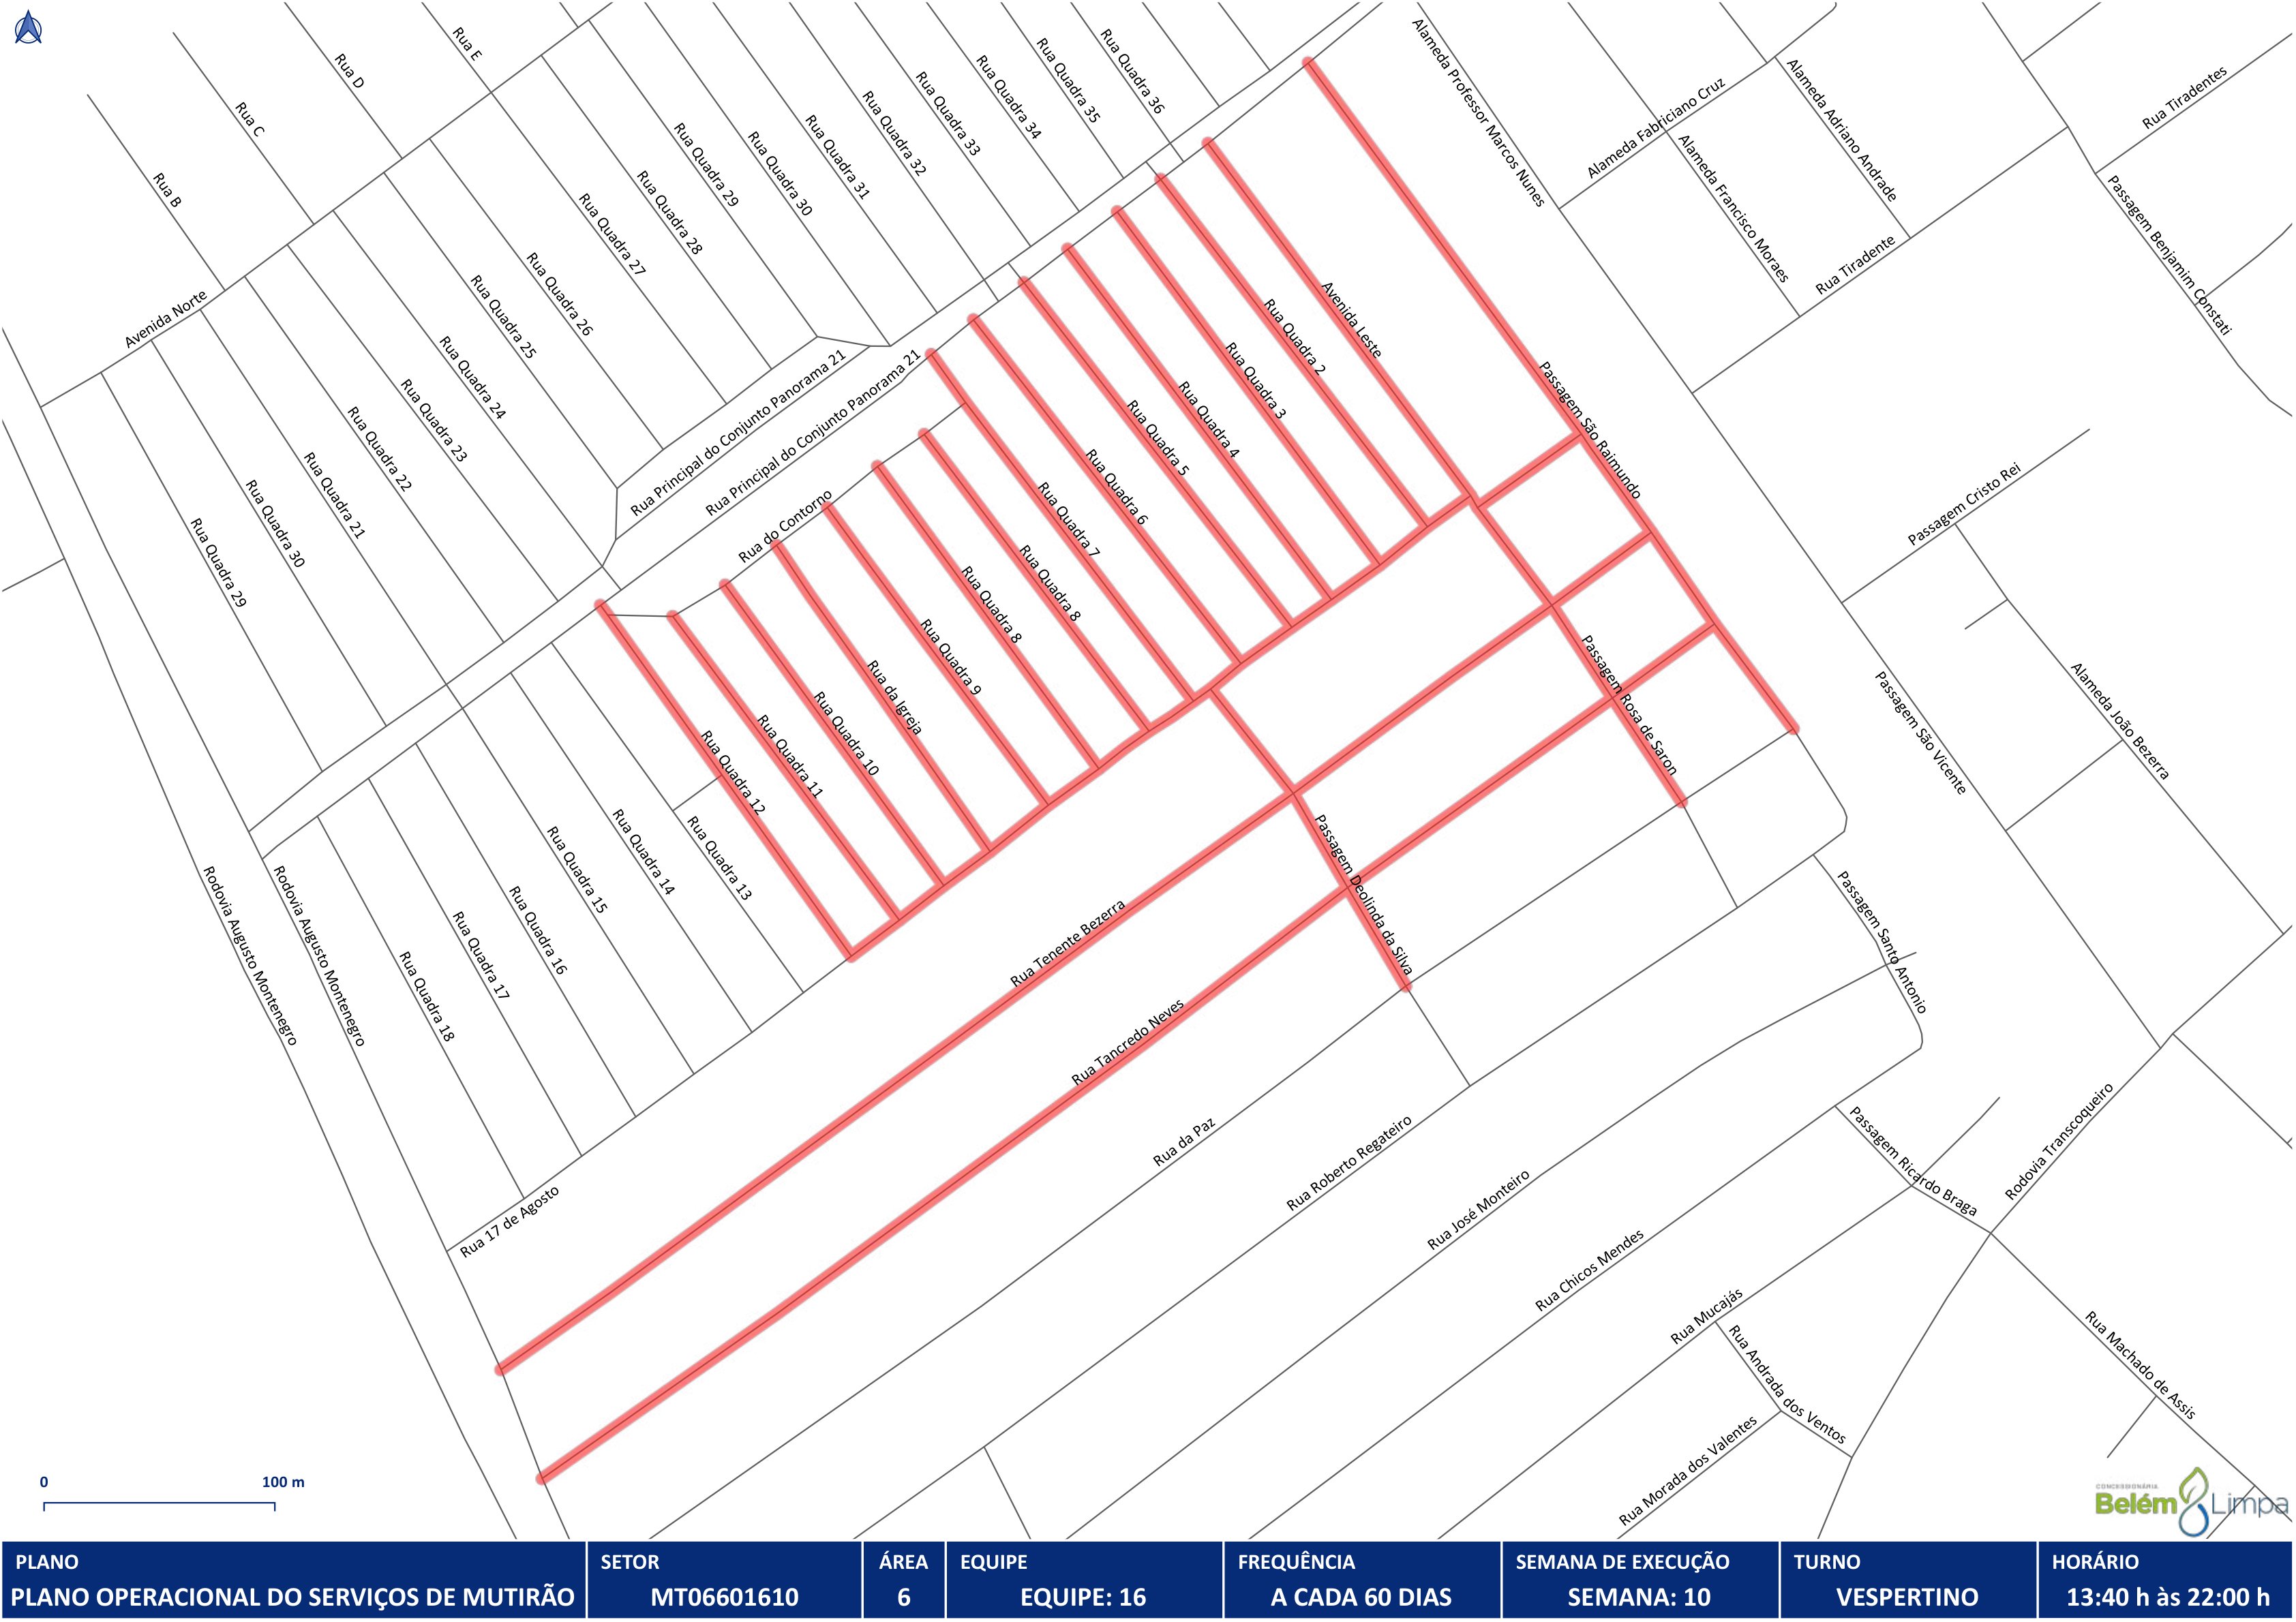 Rua B
Rua C
Rua D
Rua E
Avenida Norte
Rua Quadra 29
Rua Quadra 30
Rua Quadra 21
Rua Quadra 22
Rua Quadra 23
Rua Quadra 24
Rua Quadra 25
Rua Quadra 26
Rua Quadra 27
Rua Quadra 28
Rua Quadra 29
Rua Quadra 30
Rua Quadra 31
Rua Quadra 32
Rua Quadra 33
Rua Quadra 34
Rua Quadra 35
Rua Quadra 36
Alameda Professor Marcos Nunes
Alameda Fabriciano Cruz
Alameda Adriano Andrade
Alameda Francisco Moraes
Rua Tiradentes
Rua Tiradente
Passagem Benjamim Constati
Rua Principal do Conjunto Panorama 21
Rua Principal do Conjunto Panorama 21
Rua do Contorno
Avenida Leste
Rua Quadra 2
Rua Quadra 3
Rua Quadra 4
Rua Quadra 5
Rua Quadra 6
Rua Quadra 7
Rua Quadra 8
Rua Quadra 8
Rua Quadra 9
Rua da Igreja
Rua Quadra 10
Rua Quadra 11
Rua Quadra 12
Rua Quadra 13
Rua Quadra 14
Rua Quadra 15
Rua Quadra 16
Rua Quadra 17
Rua Quadra 18
Passagem São Raimundo
Passagem Cristo Rei
Passagem Rosa de Saron
Passagem São Vicente
Alameda João Bezerra
Passagem Deolinda da Silva
Passagem Santo Antonio
Rodovia Augusto Montenegro
Rodovia Augusto Montenegro
Rua Tenente Bezerra
Rua Tancredo Neves
Rua 17 de Agosto
Rua da Paz
Rua Roberto Regateiro
Rua José Monteiro
Rua Chicos Mendes
Passagem Ricardo Braga
Rodovia Transcoqueiro
Rua Mucajás
Rua Andrada dos Ventos
Rua Morada dos Valentes
Rua Machado de Assis
0 100 m
CONCESSIONÁRIA
Belém Limpa
PLANO
PLANO OPERACIONAL DO SERVIÇOS DE MUTIRÃO
SETOR
MT06601610
ÁREA
6
EQUIPE
EQUIPE: 16
FREQUÊNCIA
A CADA 60 DIAS
SEMANA DE EXECUÇÃO
SEMANA: 10
TURNO
VESPERTINO
HORÁRIO
13:40 h às 22:00 h